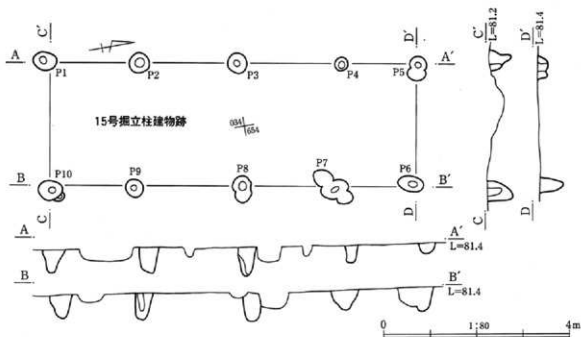 C' D' C' L=81.2 D' L=81.4
A P1 P2 P3 P4 P5 A'
15号掘立柱建物跡
654
B P10 P9 P8 P7 P6 B'
C D C D
A A'
L=81.4
B B'
L=81.4
0 1:80 4m